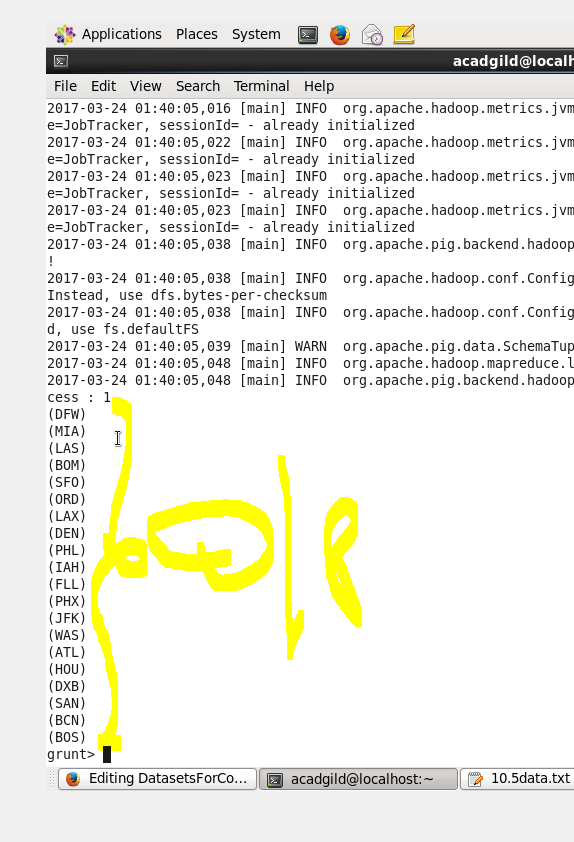 Applications Places System
acadgild@localh
File Edit View Search Terminal Help
2017-03-24 01:40:05,016 [main] INFO  org.apache.hadoop.metrics.jvm
e=JobTracker, sessionId= - already initialized
2017-03-24 01:40:05,022 [main] INFO  org.apache.hadoop.metrics.jvm
e=JobTracker, sessionId= - already initialized
2017-03-24 01:40:05,023 [main] INFO  org.apache.hadoop.metrics.jvm
e=JobTracker, sessionId= - already initialized
2017-03-24 01:40:05,023 [main] INFO  org.apache.hadoop.metrics.jvm
e=JobTracker, sessionId= - already initialized
2017-03-24 01:40:05,038 [main] INFO  org.apache.pig.backend.hadoop
!
2017-03-24 01:40:05,038 [main] INFO  org.apache.hadoop.conf.Config
Instead, use dfs.bytes-per-checksum
2017-03-24 01:40:05,038 [main] INFO  org.apache.hadoop.conf.Config
d, use fs.defaultFS
2017-03-24 01:40:05,039 [main] WARN  org.apache.pig.data.SchemaTup
2017-03-24 01:40:05,048 [main] INFO  org.apache.hadoop.mapreduce.l
2017-03-24 01:40:05,048 [main] INFO  org.apache.pig.backend.hadoop
cess : 1
(DFW)
(MIA)
(LAS)
(BOM)
(SFO)
(ORD)
(LAX)
(DEN)
(PHL)
(IAH)
(FLL)
(PHX)
(JFK)
(WAS)
(ATL)
(HOU)
(DXB)
(SAN)
(BCN)
(BOS)
grunt>
Editing DatasetsForCo... acadgild@localhost:~ 10.5data.txt